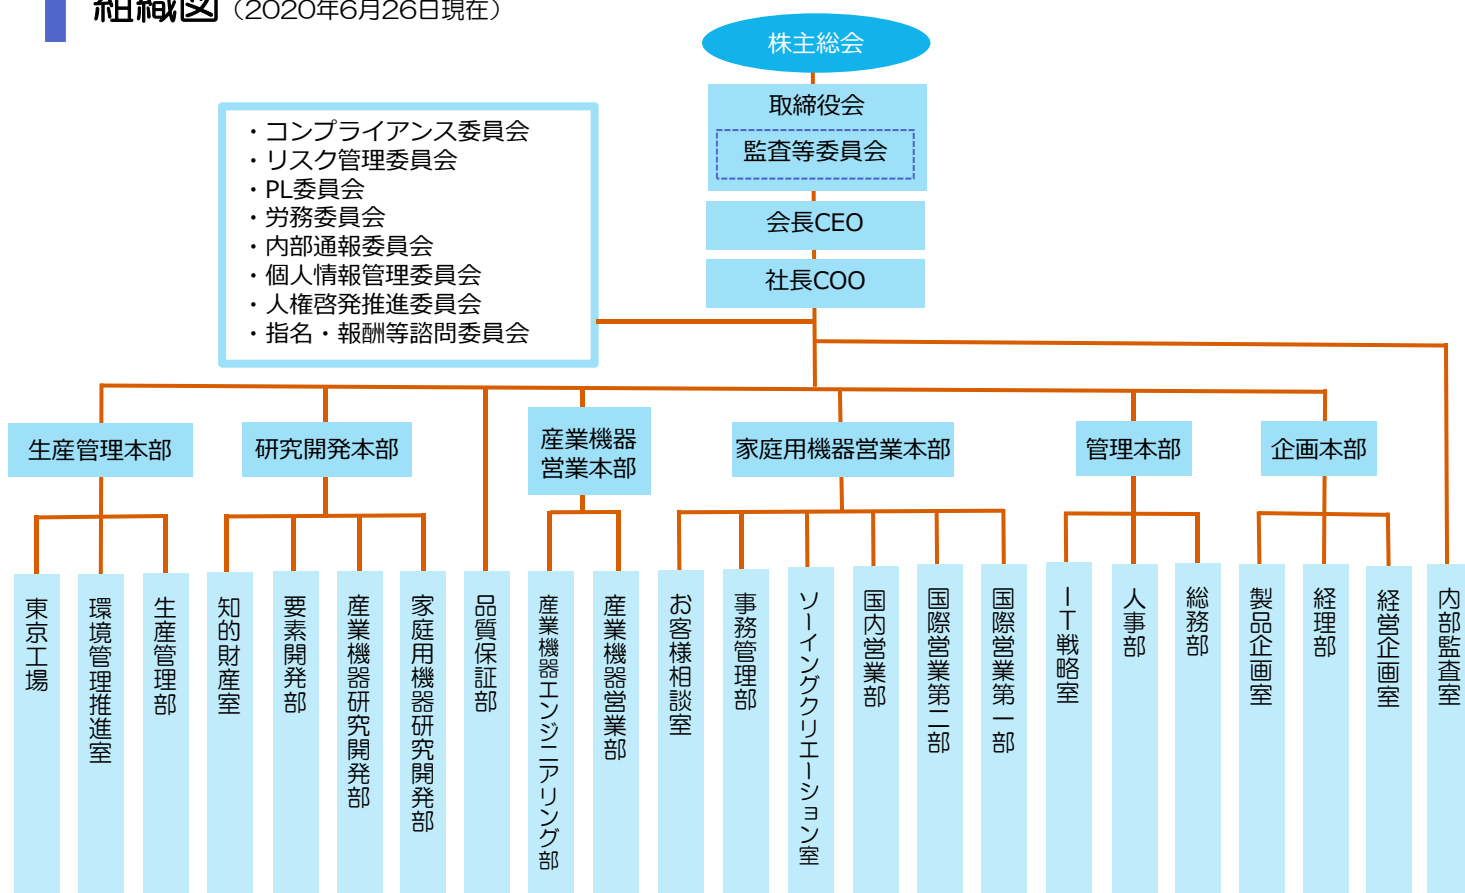 組織図（2020年6月26日現在）
株主総会
取締役会
監査等委員会
会長CEO
社長COO
・コンプライアンス委員会
・リスク管理委員会
・PL委員会
・労務委員会
・内部通報委員会
・個人情報管理委員会
・人権啓発推進委員会
・指名・報酬等諮問委員会
生産管理本部
研究開発本部
産業機器
営業本部
家庭用機器営業本部
管理本部
企画本部
東京工場
環境管理推進室
生産管理部
知的財産室
要素開発部
産業機器研究開発部
家庭用機器研究開発部
品質保証部
産業機器エンジニアリング部
産業機器営業部
お客様相談室
事務管理部
ソーイングクリエーション室
国内営業部
国際営業第二部
国際営業第一部
IT戦略室
人事部
総務部
製品企画室
経理部
経営企画室
内部監査室